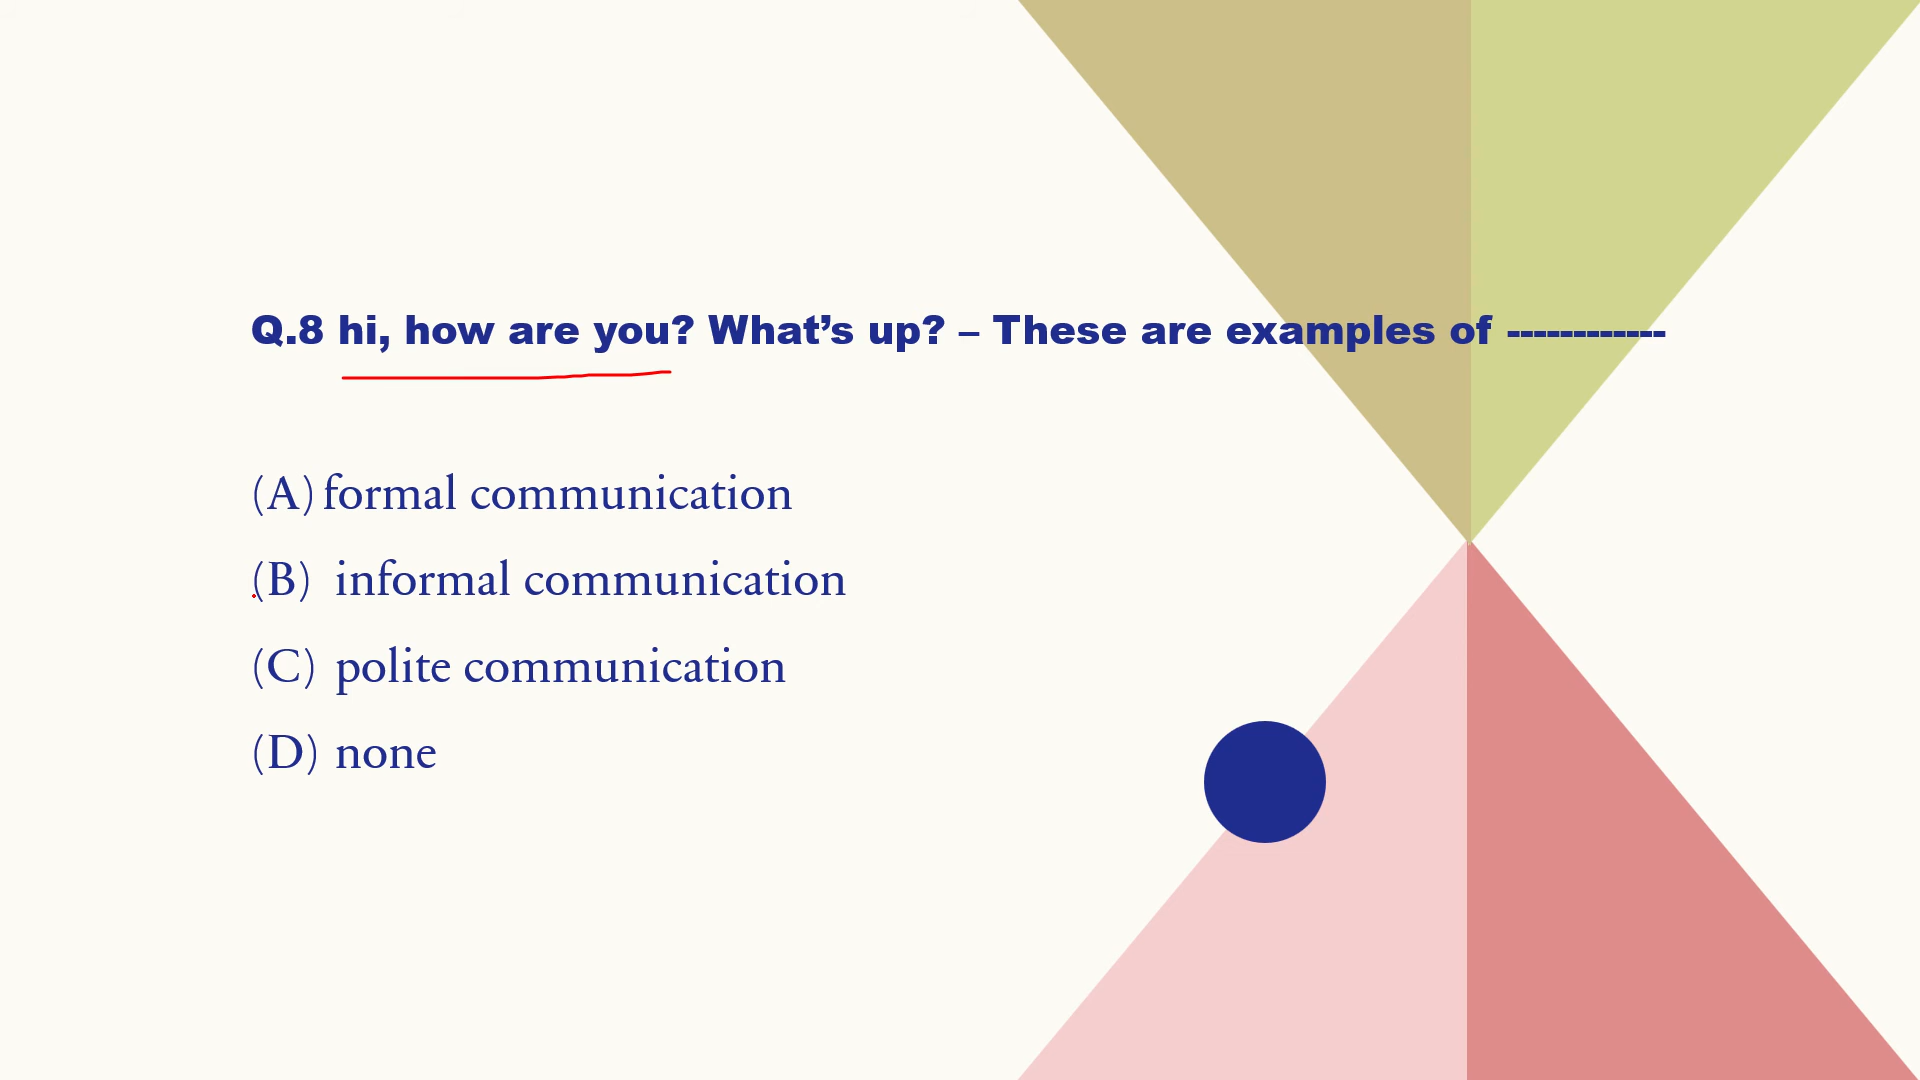 Q.8 hi, how are you? What’s up? – These are examples of ------------
(A) formal communication
(B) informal communication
(C) polite communication
(D) none